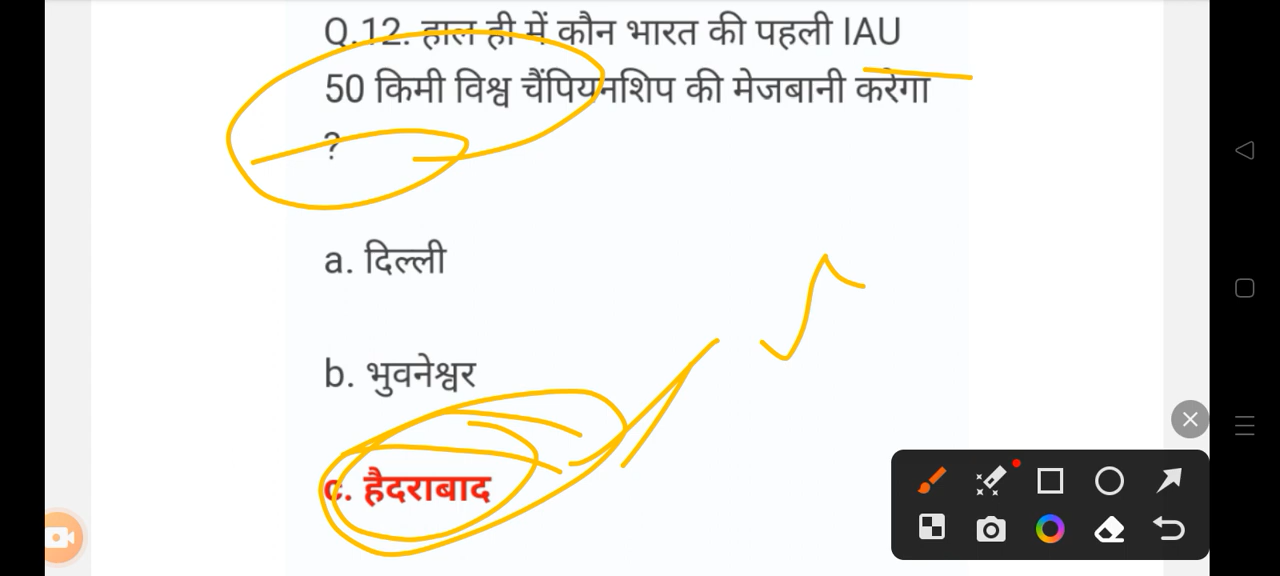 Q.12. हाल ही में कौन भारत की पहली IAU
50 किमी विश्व चैंपियनशिप की मेजबानी करेगा
?
a. दिल्ली
b. भुवनेश्वर
c. हैदराबाद